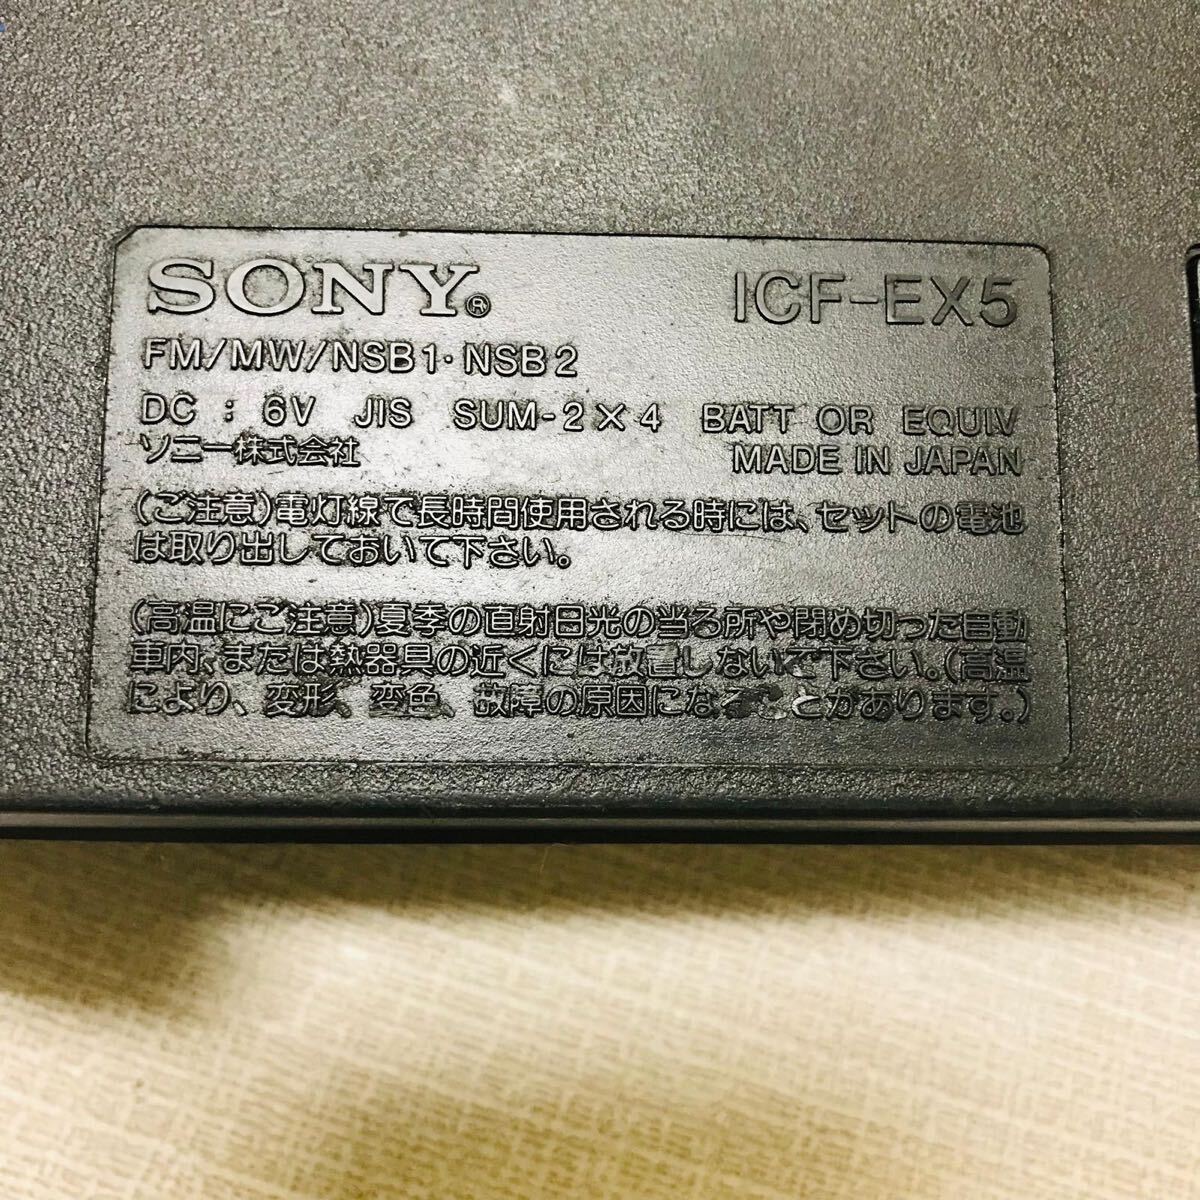 SONY® ICF-EX5
FM/MW/NSB1・NSB2
DC : 6V JIS SUM-2×4 BATT OR EQUIV
ソニー株式会社 MADE IN JAPAN
(ご注意)電灯線で長時間使用される時には、セットの電池
は取り出しておいて下さい。
(高温にご注意)夏季の直射日光の当る所や閉め切った自動
車内、または熱器具の近くには放置しないで下さい。(高温
により、変形、変色、故障の原因になることがあります。)